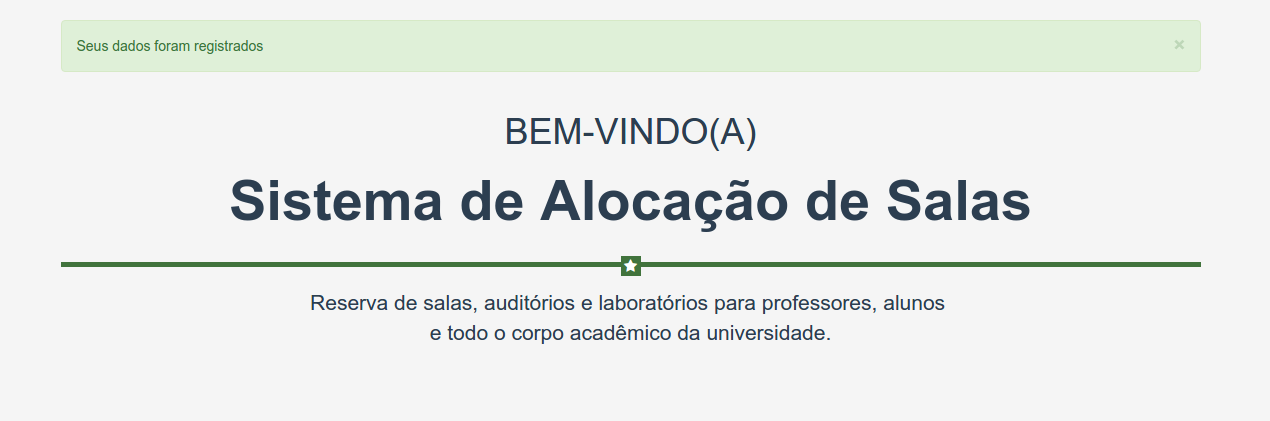 Seus dados foram registrados ×
BEM-VINDO(A)
Sistema de Alocação de Salas
Reserva de salas, auditórios e laboratórios para professores, alunos
e todo o corpo acadêmico da universidade.